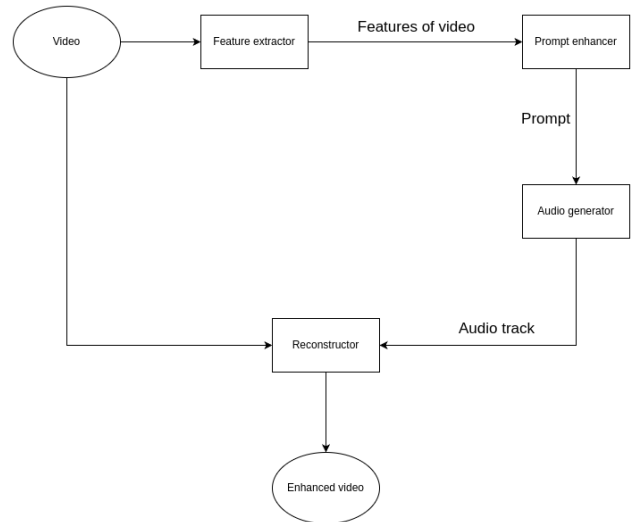 Video
Feature extractor
Features of video
Prompt enhancer
Prompt
Audio generator
Audio track
Reconstructor
Enhanced video